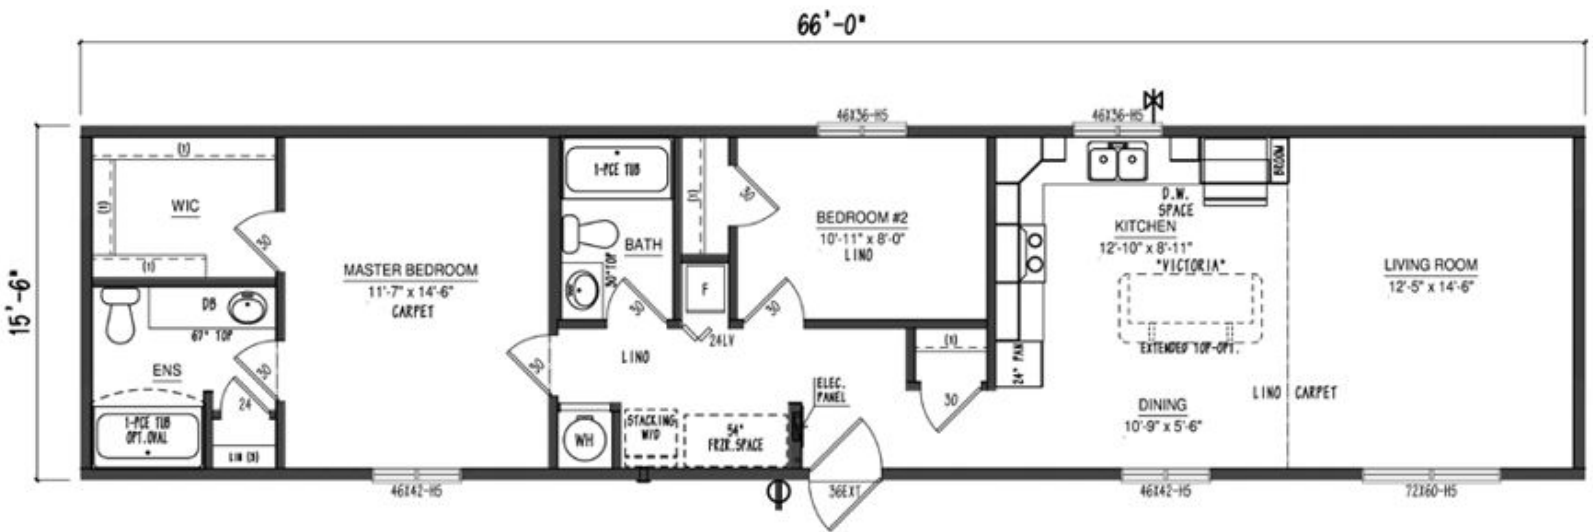 66'-0"
15'-6"
46X36-H5
46X36-H5
(1)
(1)
WIC
(1)
30
MASTER BEDROOM
11'-7" x 14'-6"
CARPET
DB
67" TOP
ENS
30
24
1-PCE TUB
OPT.OVAL
LIN (3)
46X42-H5
30
1-PCE TUB
BATH
30"TOP
30
(1)
30
F
24LV
BEDROOM #2
10'-11" x 8'-0"
LINO
30
LINO
WH
STACKING
W/D
54"
FRZR.SPACE
ELEC.
PANEL
36EXT
(1)
30
24" PAN
BROOM
D.W.
SPACE
KITCHEN
12'-10" x 8'-11"
"VICTORIA"
EXTENDED TOP-OPT.
DINING
10'-9" x 5'-6"
LINO
CARPET
LIVING ROOM
12'-5" x 14'-6"
46X42-H5
72X60-H5